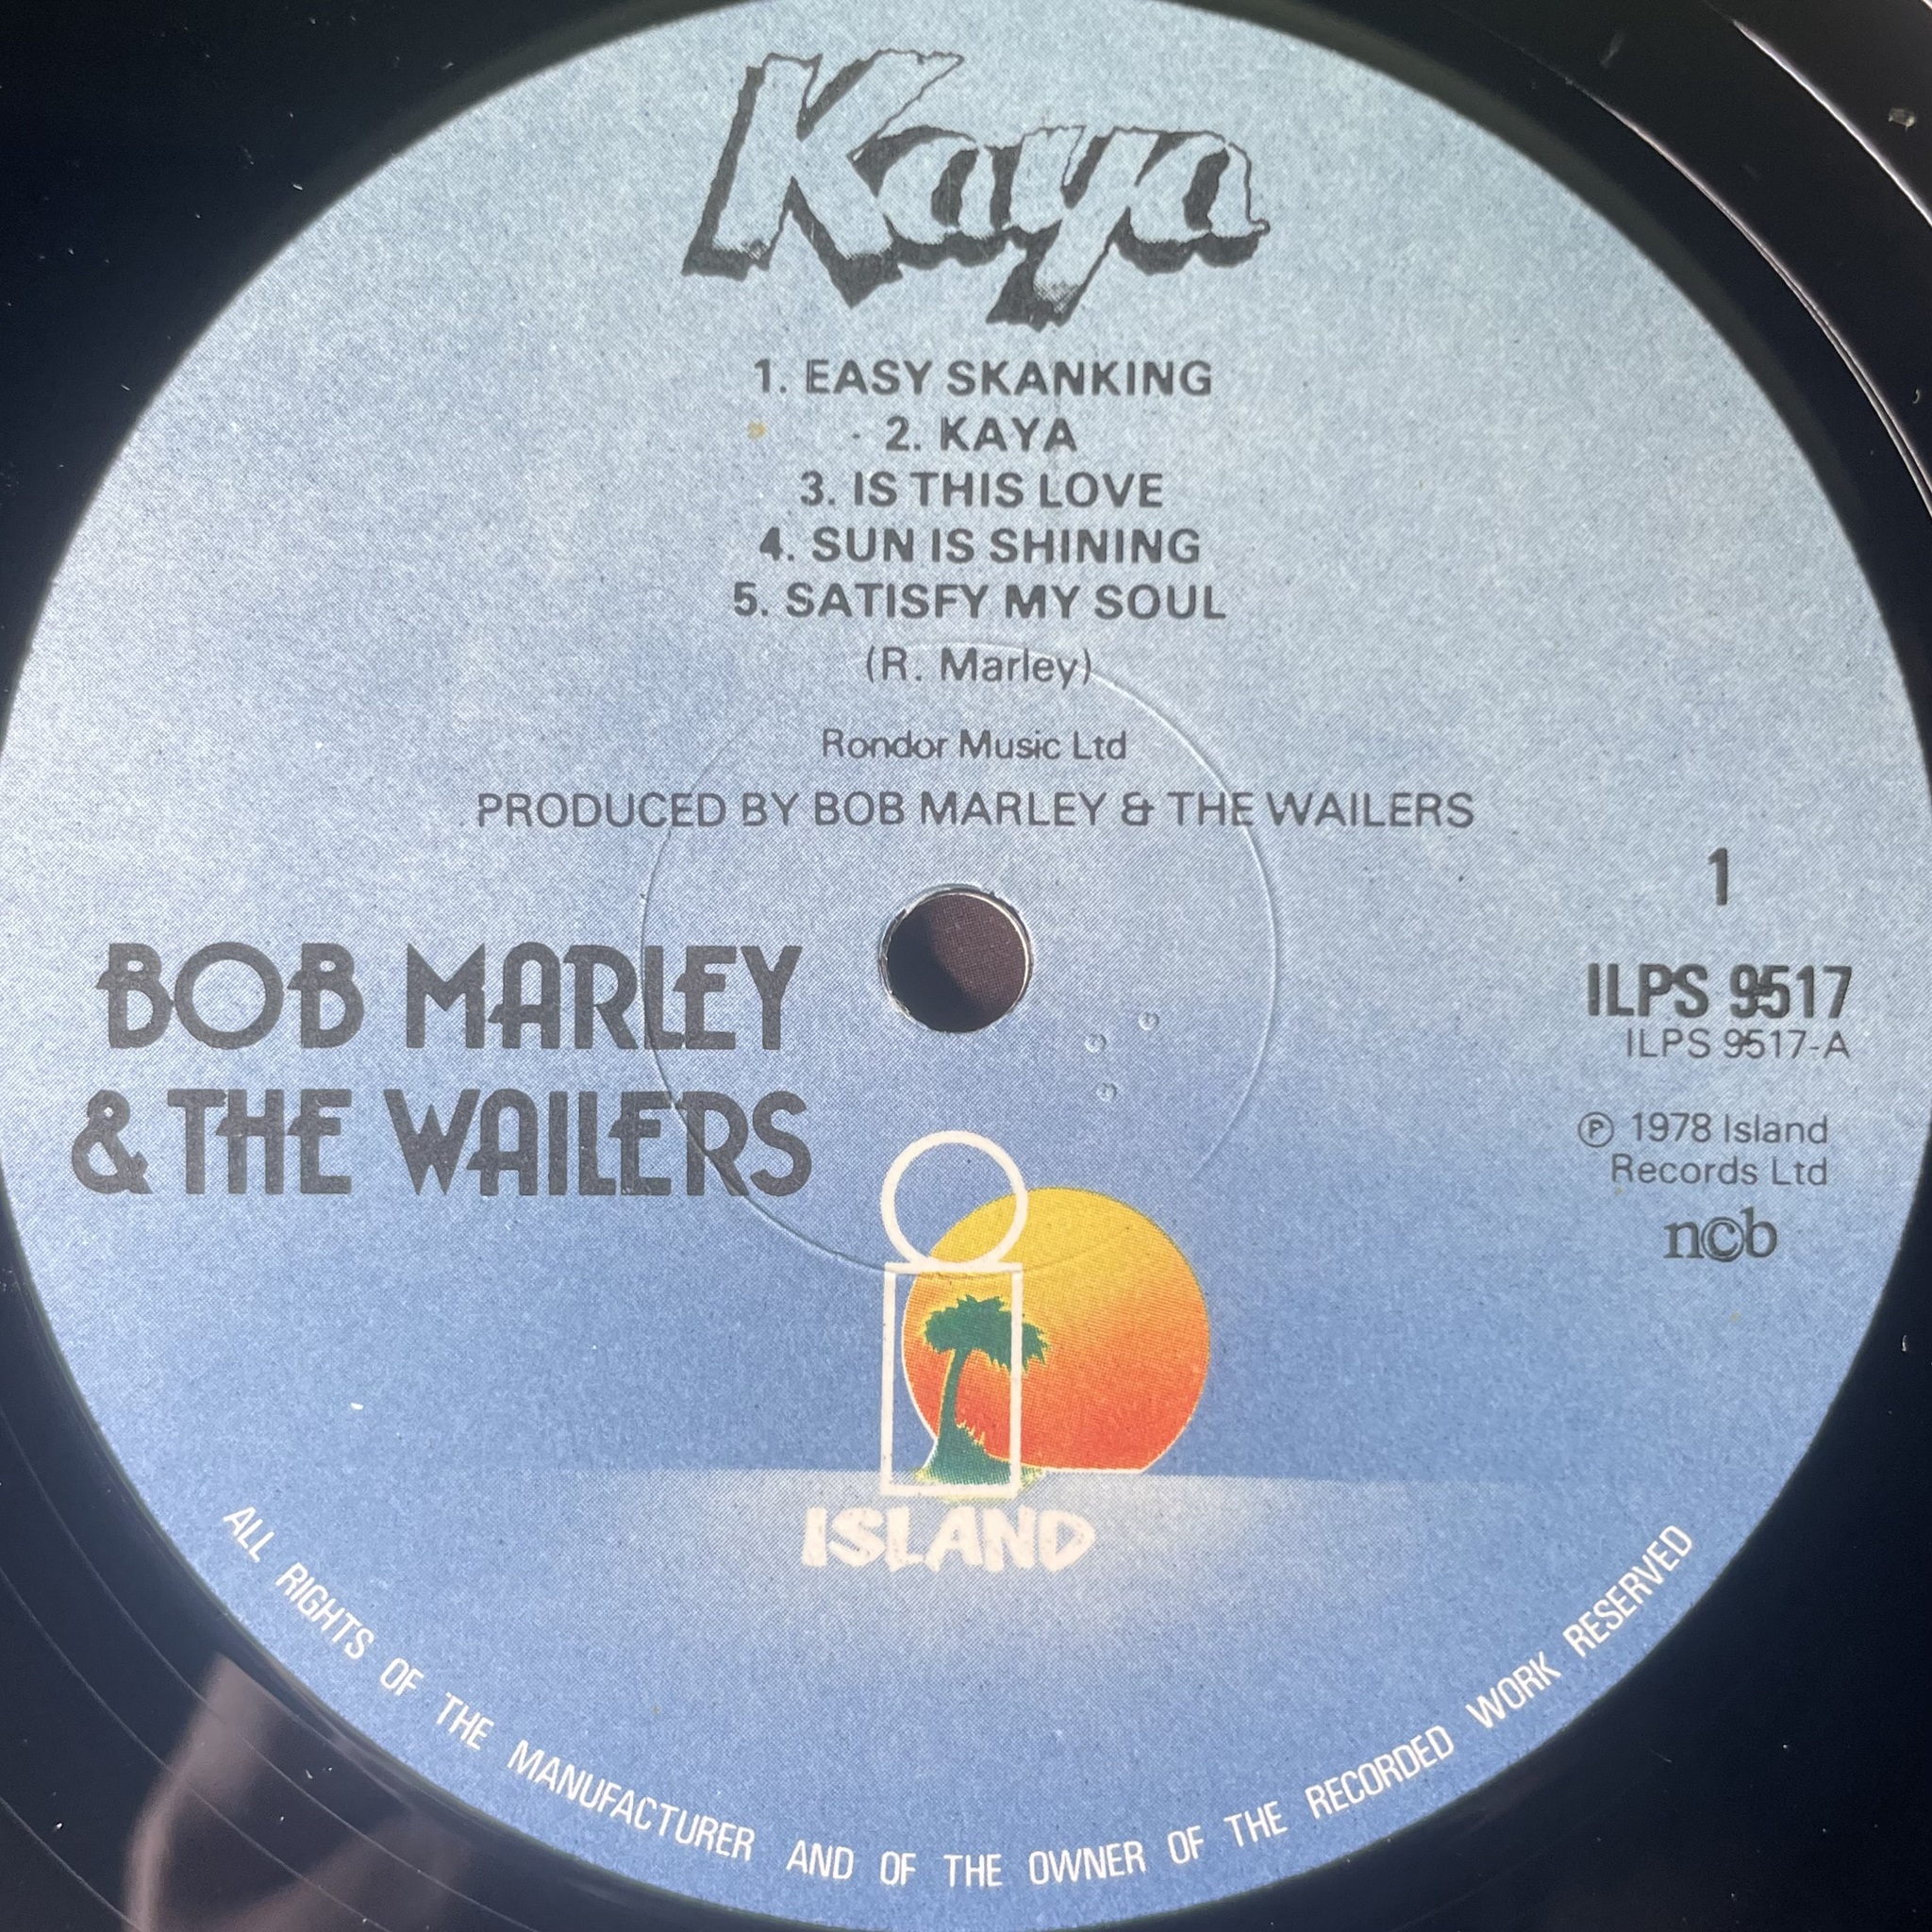 Kaya
1. EASY SKANKING
2. KAYA
3. IS THIS LOVE
4. SUN IS SHINING
5. SATISFY MY SOUL
(R. Marley)
Rondor Music Ltd
PRODUCED BY BOB MARLEY & THE WAILERS
BOB MARLEY
& THE WAILERS
1
ILPS 9517
ILPS 9517-A
℗ 1978 Island
Records Ltd
n©b
ISLAND
ALL RIGHTS OF THE MANUFACTURER AND OF THE OWNER OF THE RECORDED WORK RESERVED